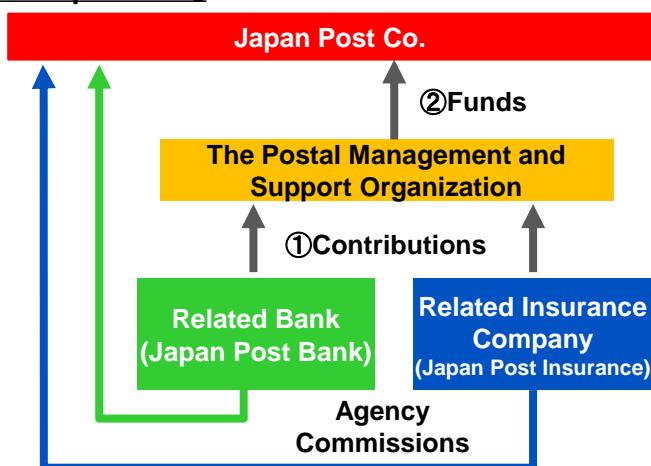 Japan Post Co.
②Funds
The Postal Management and
Support Organization
①Contributions
Related Bank
(Japan Post Bank)
Related Insurance
Company
(Japan Post Insurance)
Agency
Commissions